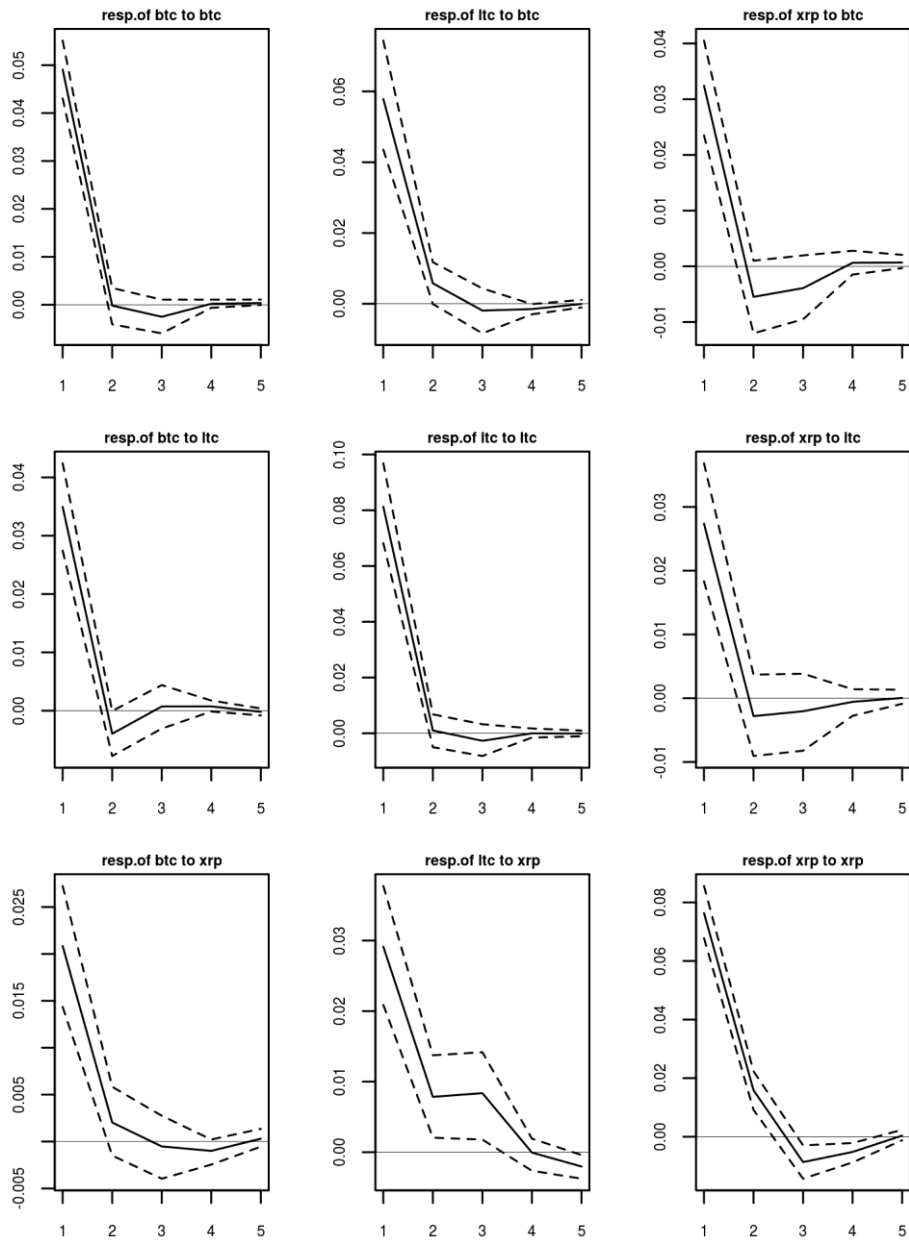 resp.of btc to btc
resp.of ltc to btc
resp.of xrp to btc
0.05
0.04
0.03
0.02
0.01
0.00
0.06
0.04
0.02
0.00
0.04
0.03
0.02
0.01
0.00
-0.01
1 2 3 4 5
1 2 3 4 5
1 2 3 4 5
resp.of btc to ltc
resp.of ltc to ltc
resp.of xrp to ltc
0.04
0.03
0.02
0.01
0.00
0.10
0.08
0.06
0.04
0.02
0.00
0.03
0.02
0.01
0.00
-0.01
1 2 3 4 5
1 2 3 4 5
1 2 3 4 5
resp.of btc to xrp
resp.of ltc to xrp
resp.of xrp to xrp
0.025
0.015
0.005
-0.005
0.03
0.02
0.01
0.00
0.08
0.06
0.04
0.02
0.00
1 2 3 4 5
1 2 3 4 5
1 2 3 4 5